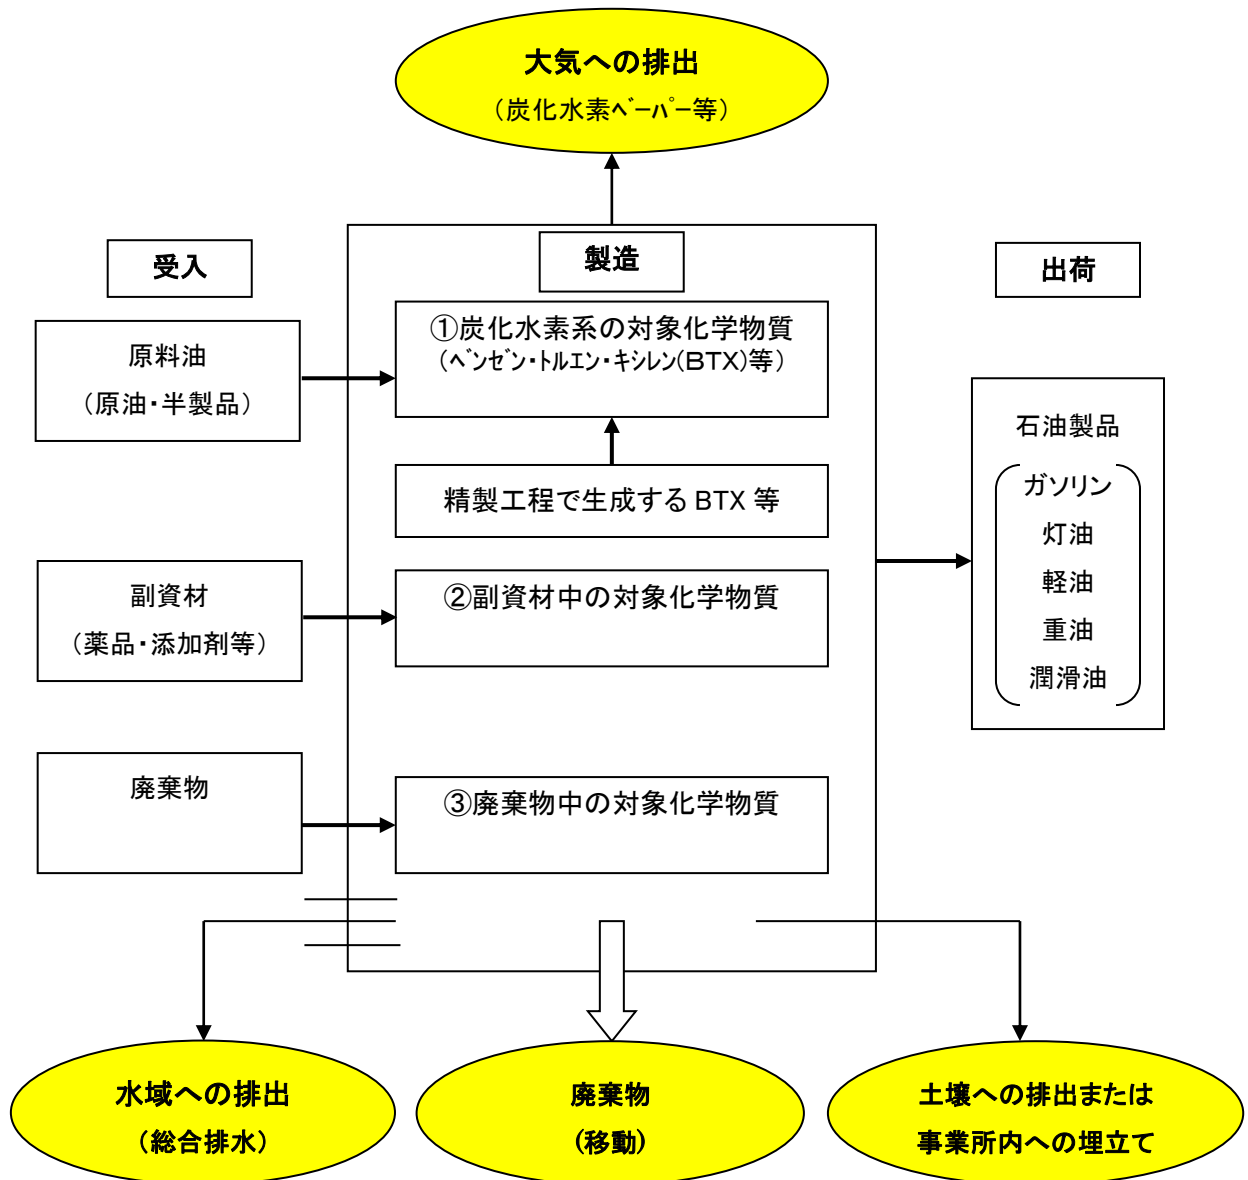 大気への排出
（炭化水素ﾍﾞｰﾊﾟｰ等）
受入
製造
出荷
原料油
（原油・半製品）
①炭化水素系の対象化学物質
（ﾍﾞﾝｾﾞﾝ・ﾄﾙｴﾝ・ｷｼﾚﾝ(BTX)等）
精製工程で生成する BTX 等
副資材
（薬品・添加剤等）
②副資材中の対象化学物質
廃棄物
③廃棄物中の対象化学物質
石油製品
ガソリン
灯油
軽油
重油
潤滑油
水域への排出
（総合排水）
廃棄物
(移動)
土壌への排出または
事業所内への埋立て